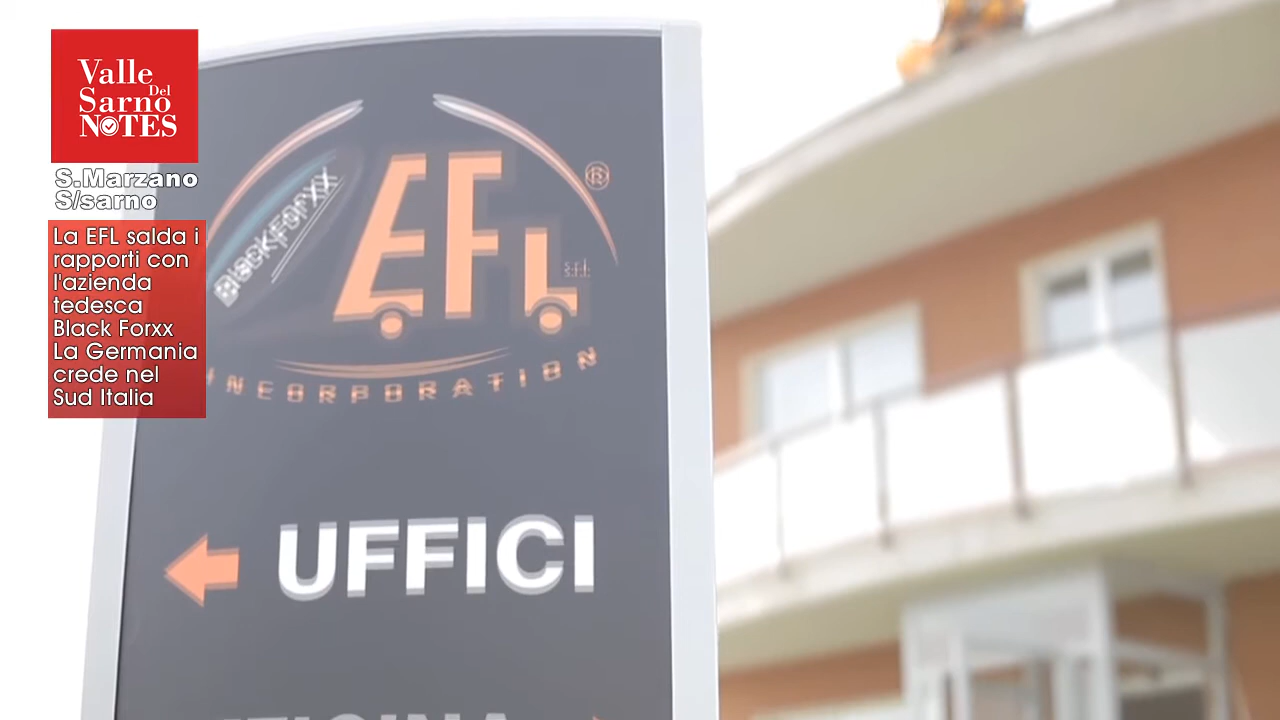 Valle
Del
Sarno
NOTES
S.Marzano
S/sarno
La EFL salda i
rapporti con
l'azienda
tedesca
Black Forxx
La Germania
crede nel
Sud Italia
BlackForxx
EFL
®
s.r.l.
INCORPORATION
UFFICI